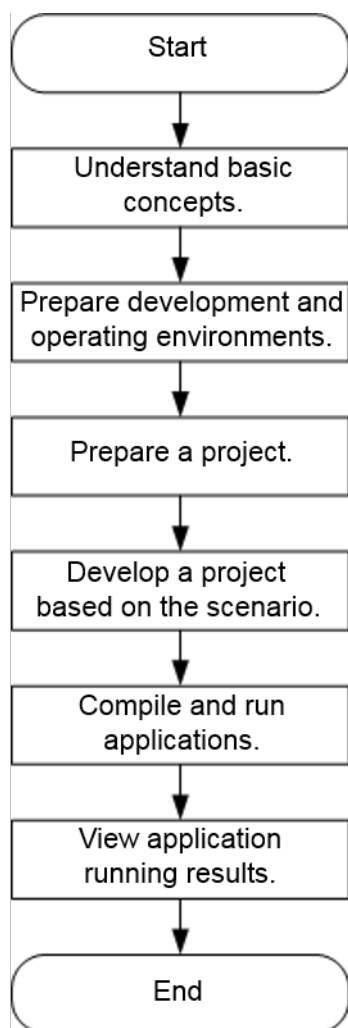 Start
Understand basic
concepts.
Prepare development and
operating environments.
Prepare a project.
Develop a project
based on the scenario.
Compile and run
applications.
View application
running results.
End